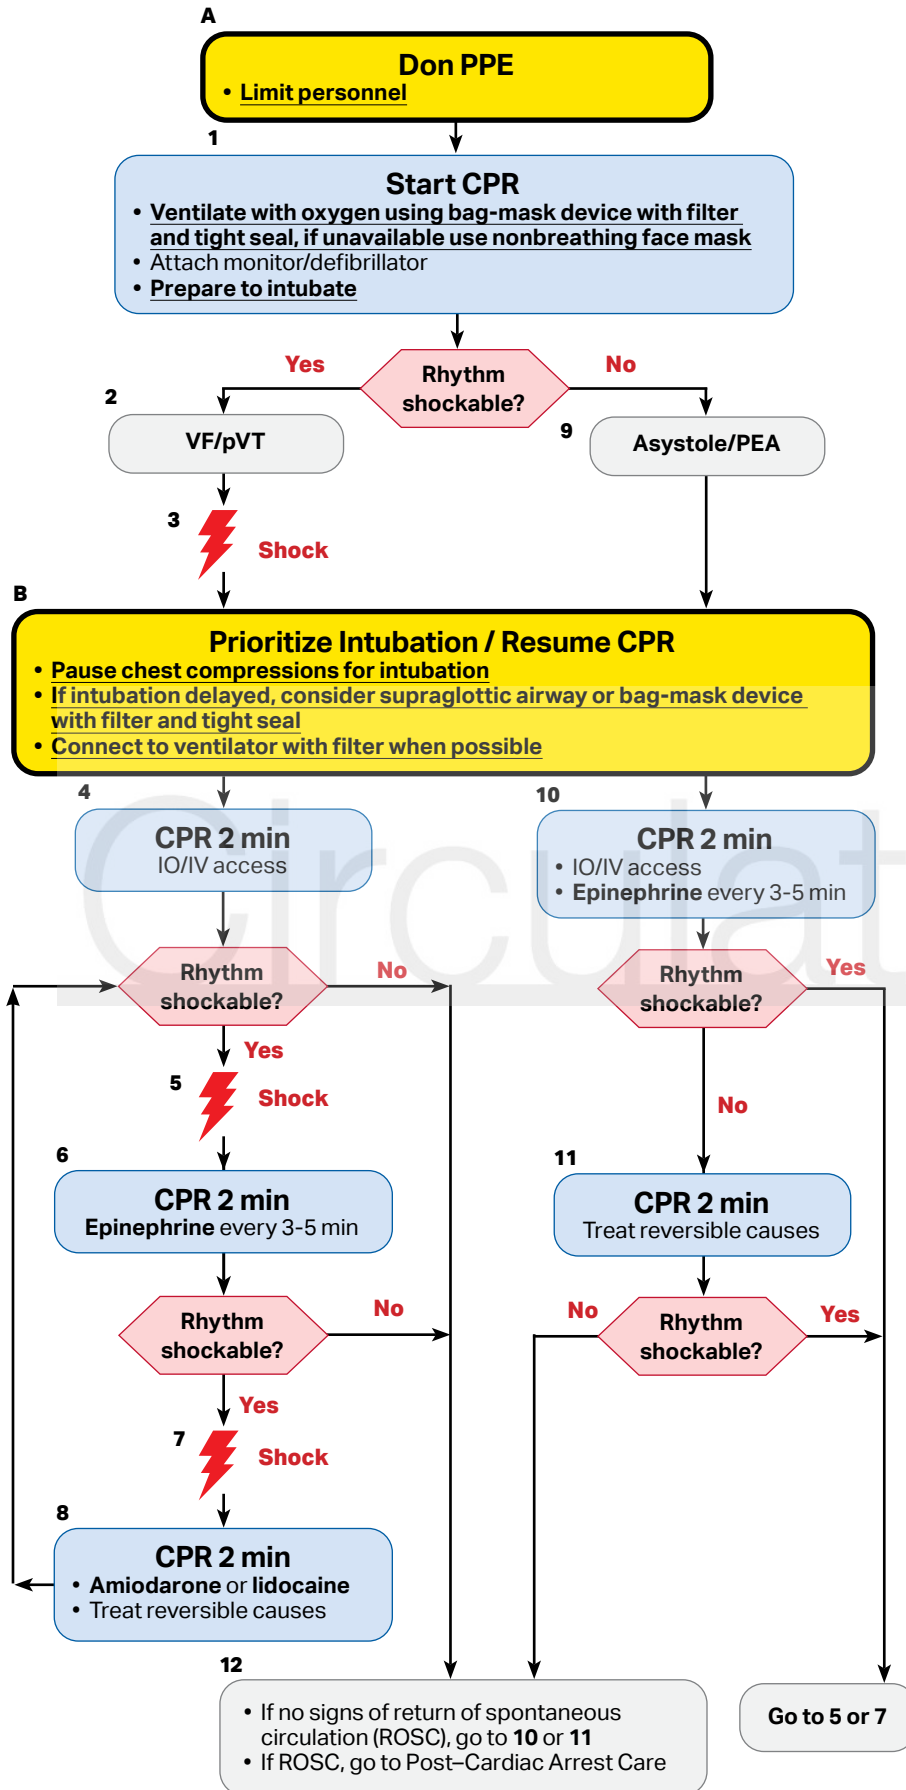 A
Don PPE
• Limit personnel
1
Start CPR
• Ventilate with oxygen using bag-mask device with filter
and tight seal, if unavailable use nonbreathing face mask
• Attach monitor/defibrillator
• Prepare to intubate
Yes
Rhythm
shockable?
No
2
VF/pVT
9
Asystole/PEA
3
Shock
B
Prioritize Intubation / Resume CPR
• Pause chest compressions for intubation
• If intubation delayed, consider supraglottic airway or bag-mask device
with filter and tight seal
• Connect to ventilator with filter when possible
4
CPR 2 min
IO/IV access
10
CPR 2 min
• IO/IV access
• Epinephrine every 3-5 min
Circulat
Rhythm
shockable?
No
Rhythm
shockable?
Yes
Yes
5
Shock
No
6
CPR 2 min
Epinephrine every 3-5 min
11
CPR 2 min
Treat reversible causes
Rhythm
shockable?
No
No
Rhythm
shockable?
Yes
Yes
7
Shock
8
CPR 2 min
• Amiodarone or lidocaine
• Treat reversible causes
12
• If no signs of return of spontaneous
circulation (ROSC), go to 10 or 11
• If ROSC, go to Post–Cardiac Arrest Care
Go to 5 or 7